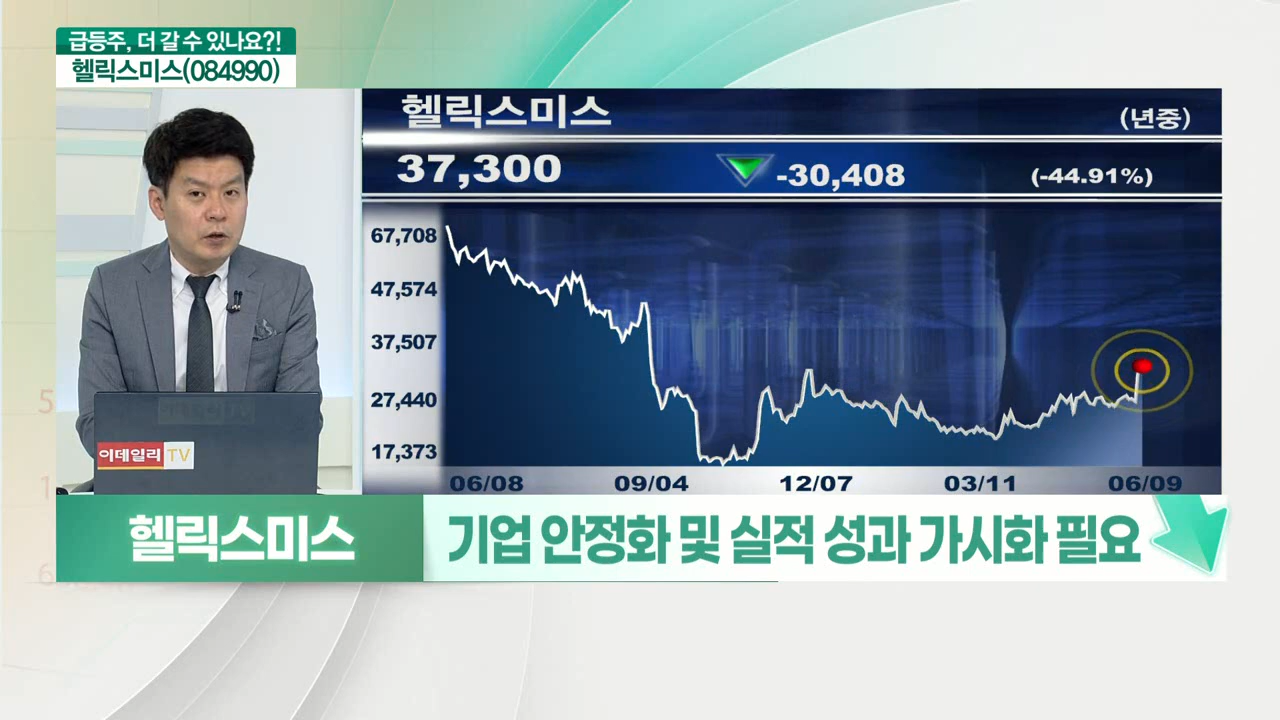 급등주, 더 갈 수 있나요?!
헬릭스미스(084990)
헬릭스미스
(년중)
37,300
-30,408
(-44.91%)
67,708
47,574
37,507
27,440
17,373
06/08
09/04
12/07
03/11
06/09
이데일리 TV
헬릭스미스
기업 안정화 및 실적 성과 가시화 필요